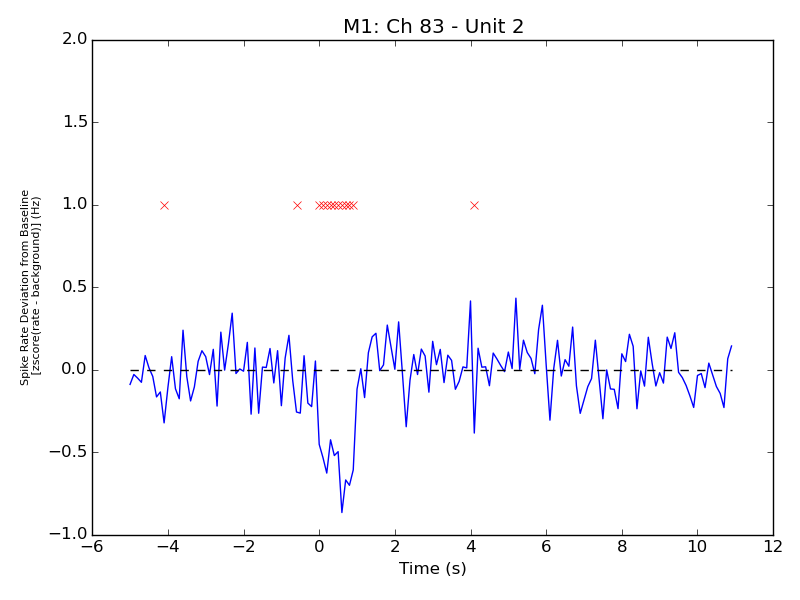 M1: Ch 83 - Unit 2
2.0
1.5
1.0
0.5
0.0
−0.5
−1.0
Spike Rate Deviation from Baseline
[zscore(rate - background)] (Hz)
−6 −4 −2 0 2 4 6 8 10 12
Time (s)